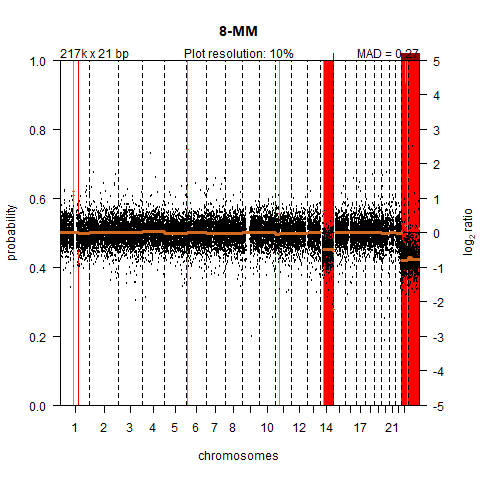 8-MM
217k x 21 bp Plot resolution: 10% MAD = 0.27
1.0 5
4
0.8 3
2
0.6 1
probability 0 log2 ratio
0.4 -1
-2
0.2 -3
-4
0.0 -5
1 2 3 4 5 6 7 8 10 12 14 17 21
chromosomes